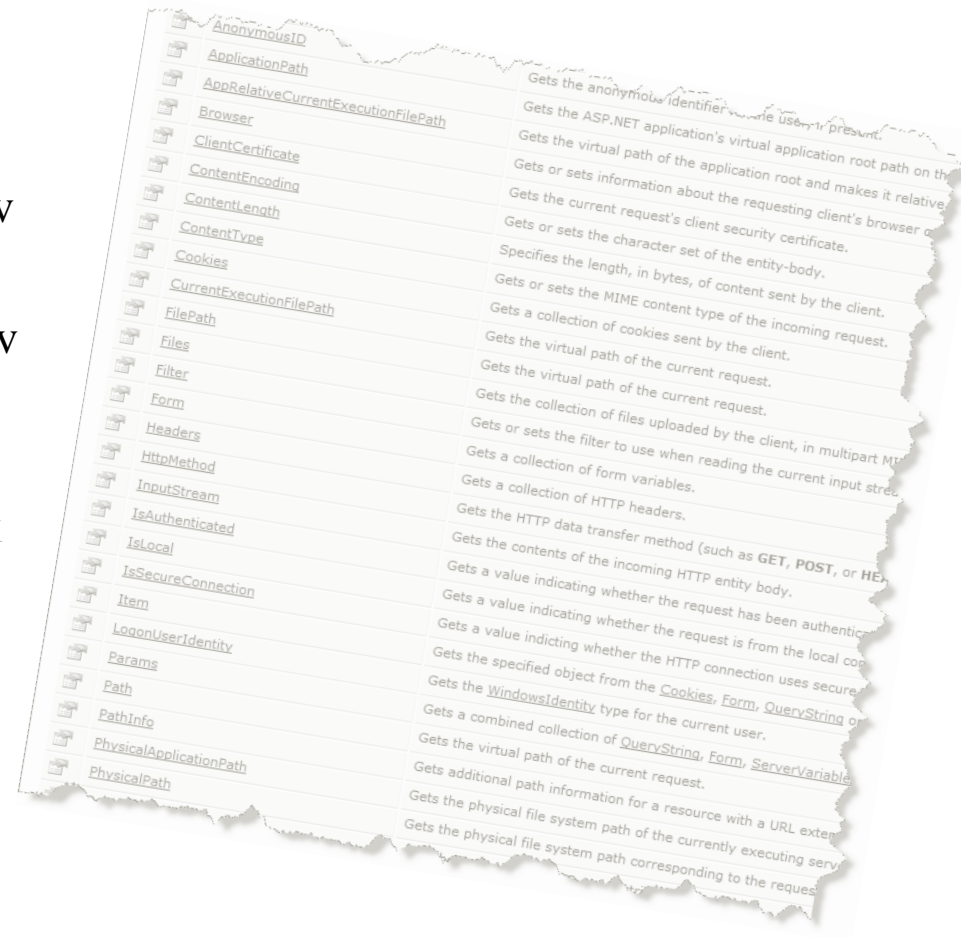 AnonymousID Gets the anonymous identifier the user, if present.
ApplicationPath Gets the ASP.NET application's virtual application root path on
AppRelativeCurrentExecutionFilePath Gets the virtual path of the application root and makes it relative
Browser Gets or sets information about the requesting client's browser
ClientCertificate Gets the current request's client security certificate.
ContentEncoding Gets or sets the character set of the entity-body.
ContentLength Specifies the length, in bytes, of content sent by the client.
ContentType Gets or sets the MIME content type of the incoming request.
Cookies Gets a collection of cookies sent by the client.
CurrentExecutionFilePath Gets the virtual path of the current request.
FilePath Gets the virtual path of the current request.
Files Gets the collection of files uploaded by the client, in multipart
Filter Gets or sets the filter to use when reading the current input
Form Gets a collection of form variables.
Headers Gets a collection of HTTP headers.
HttpMethod Gets the HTTP data transfer method (such as GET, POST, or
InputStream Gets the contents of the incoming HTTP entity body.
IsAuthenticated Gets a value indicating whether the request has been
IsLocal Gets a value indicating whether the request is from the local
IsSecureConnection Gets a value indicting whether the HTTP connection uses secure
Item Gets the specified object from the Cookies, Form, QueryString
LogonUserIdentity Gets the WindowsIdentity type for the current user.
Params Gets a combined collection of QueryString, Form, ServerVariable
Path Gets the virtual path of the current request.
PathInfo Gets additional path information for a resource with a URL
PhysicalApplicationPath Gets the physical file system path of the currently executing
PhysicalPath Gets the physical file system path corresponding to the